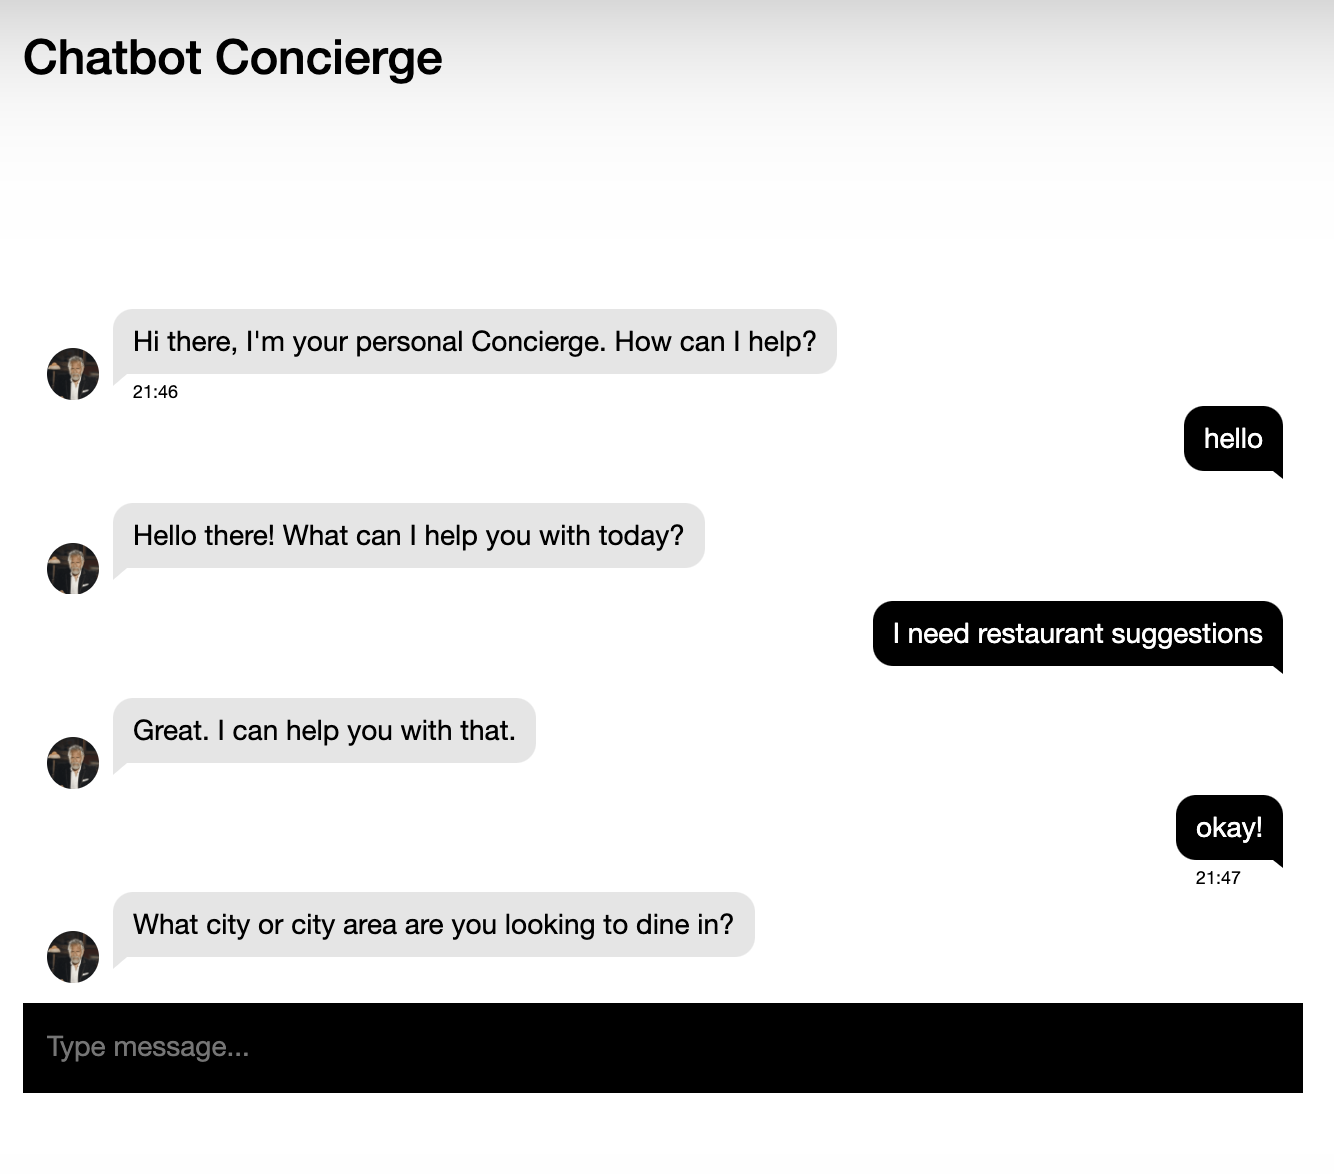 Chatbot Concierge
Hi there, I'm your personal Concierge. How can I help?
21:46
hello
Hello there! What can I help you with today?
I need restaurant suggestions
Great. I can help you with that.
okay!
21:47
What city or city area are you looking to dine in?
Type message...